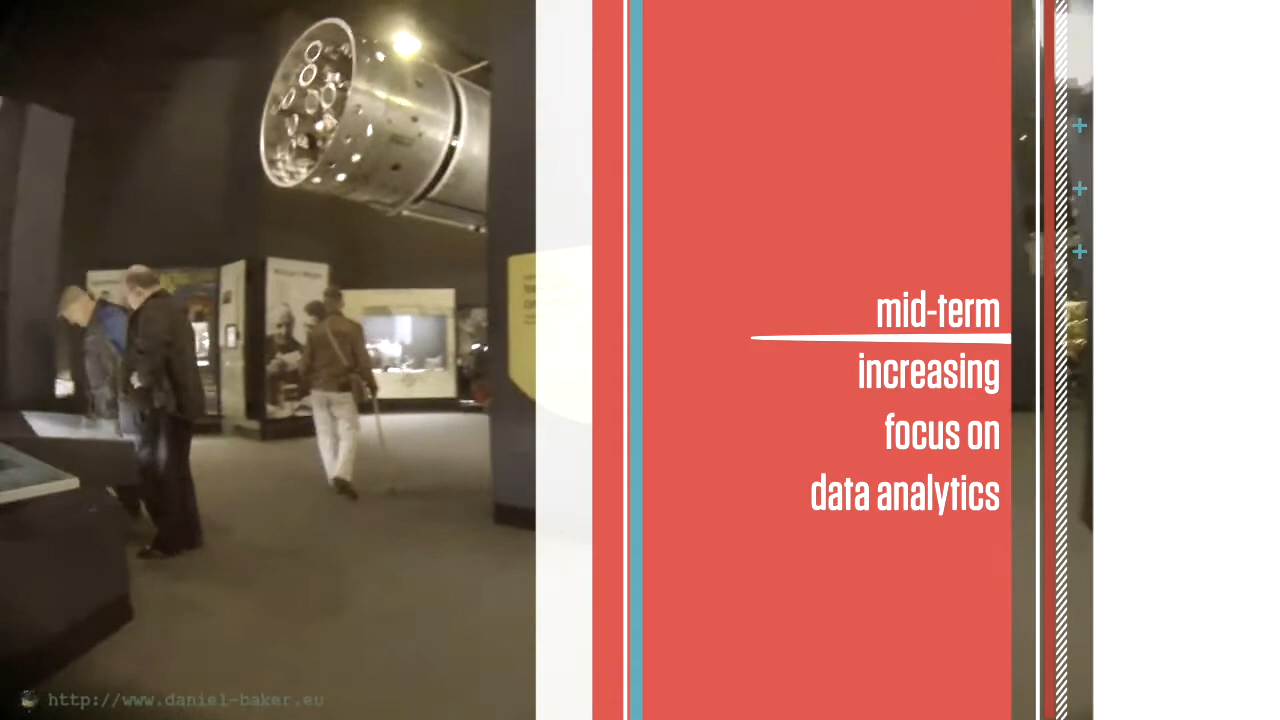 mid-term
increasing
focus on
data analytics
http://www.daniel-baker.eu